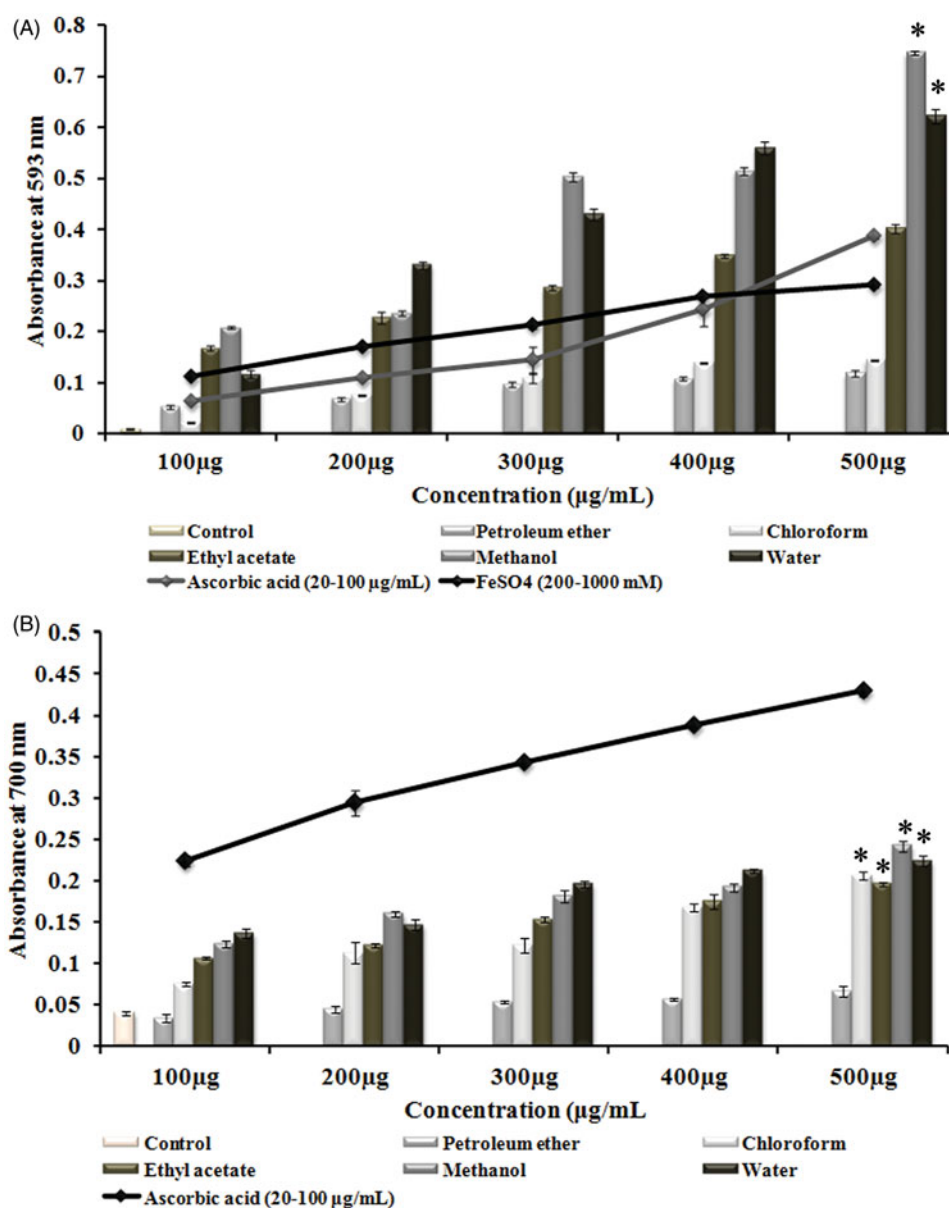 (A)
0.8
0.7
0.6
0.5
0.4
0.3
0.2
0.1
0
Absorbance at 593 nm
* *
100µg 200µg 300µg 400µg 500µg
Concentration (µg/mL)
Control Petroleum ether Chloroform
Ethyl acetate Methanol Water
Ascorbic acid (20-100 µg/mL) FeSO4 (200-1000 mM)
(B)
0.5
0.45
0.4
0.35
0.3
0.25
0.2
0.15
0.1
0.05
0
Absorbance at 700 nm
* * * *
100µg 200µg 300µg 400µg 500µg
Concentration (µg/mL
Control Petroleum ether Chloroform
Ethyl acetate Methanol Water
Ascorbic acid (20-100 µg/mL)